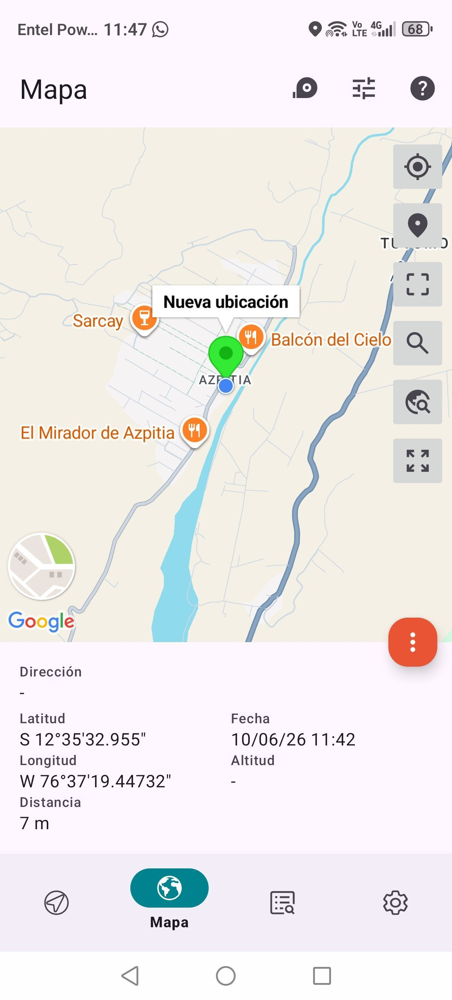 Entel Pow... 11:47
Vo LTE 4G 68
Mapa
Nueva ubicación
Sarcay
Balcón del Cielo
El Mirador de Azpitia
Google
Dirección
-
Latitud
Fecha
S 12°35'32.955"
10/06/26 11:42
Longitud
Altitud
W 76°37'19.44732"
-
Distancia
7 m
Mapa